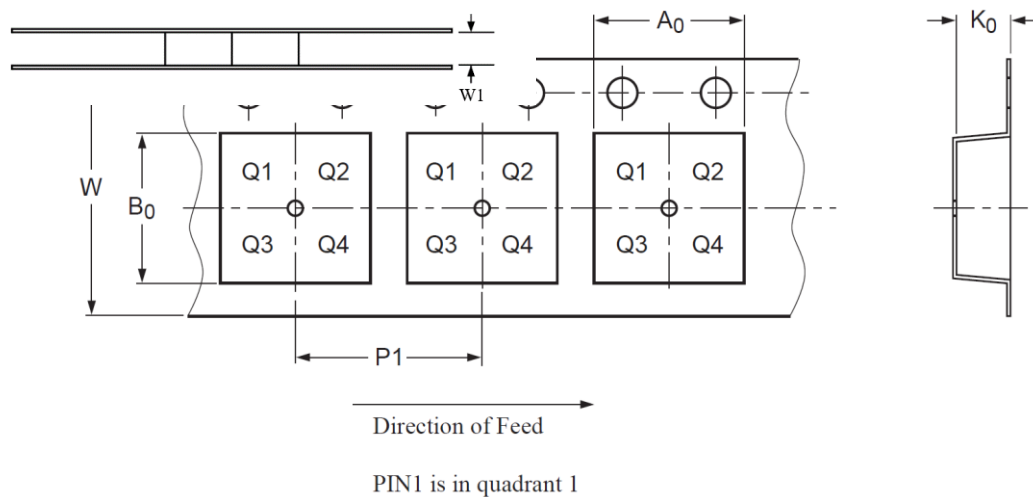 A0
K0
W1
Q1 Q2 Q1 Q2 Q1 Q2
W
B0
Q3 Q4 Q3 Q4 Q3 Q4
P1
Direction of Feed
PIN1 is in quadrant 1